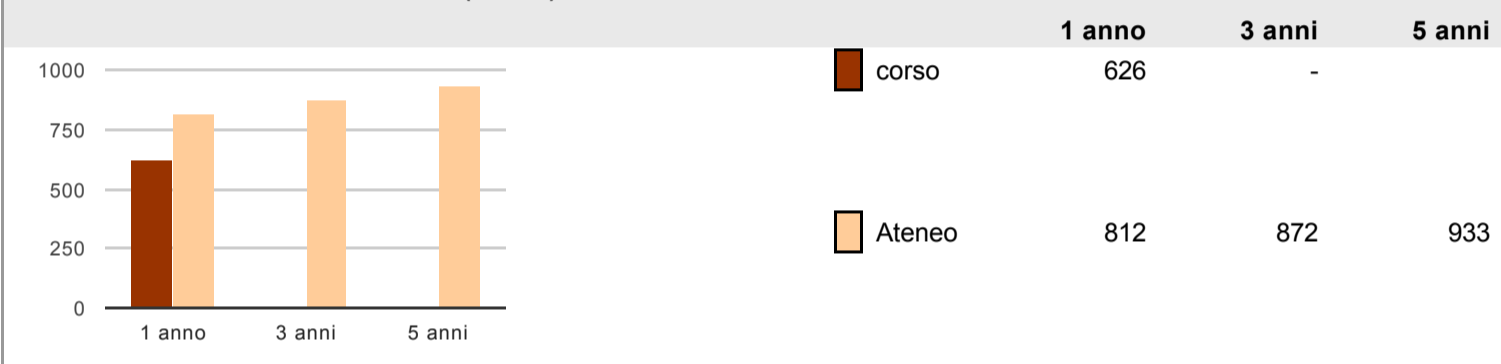 1 anno 3 anni 5 anni
corso 626 -
Ateneo 812 872 933
1000
750
500
250
0
1 anno 3 anni 5 anni